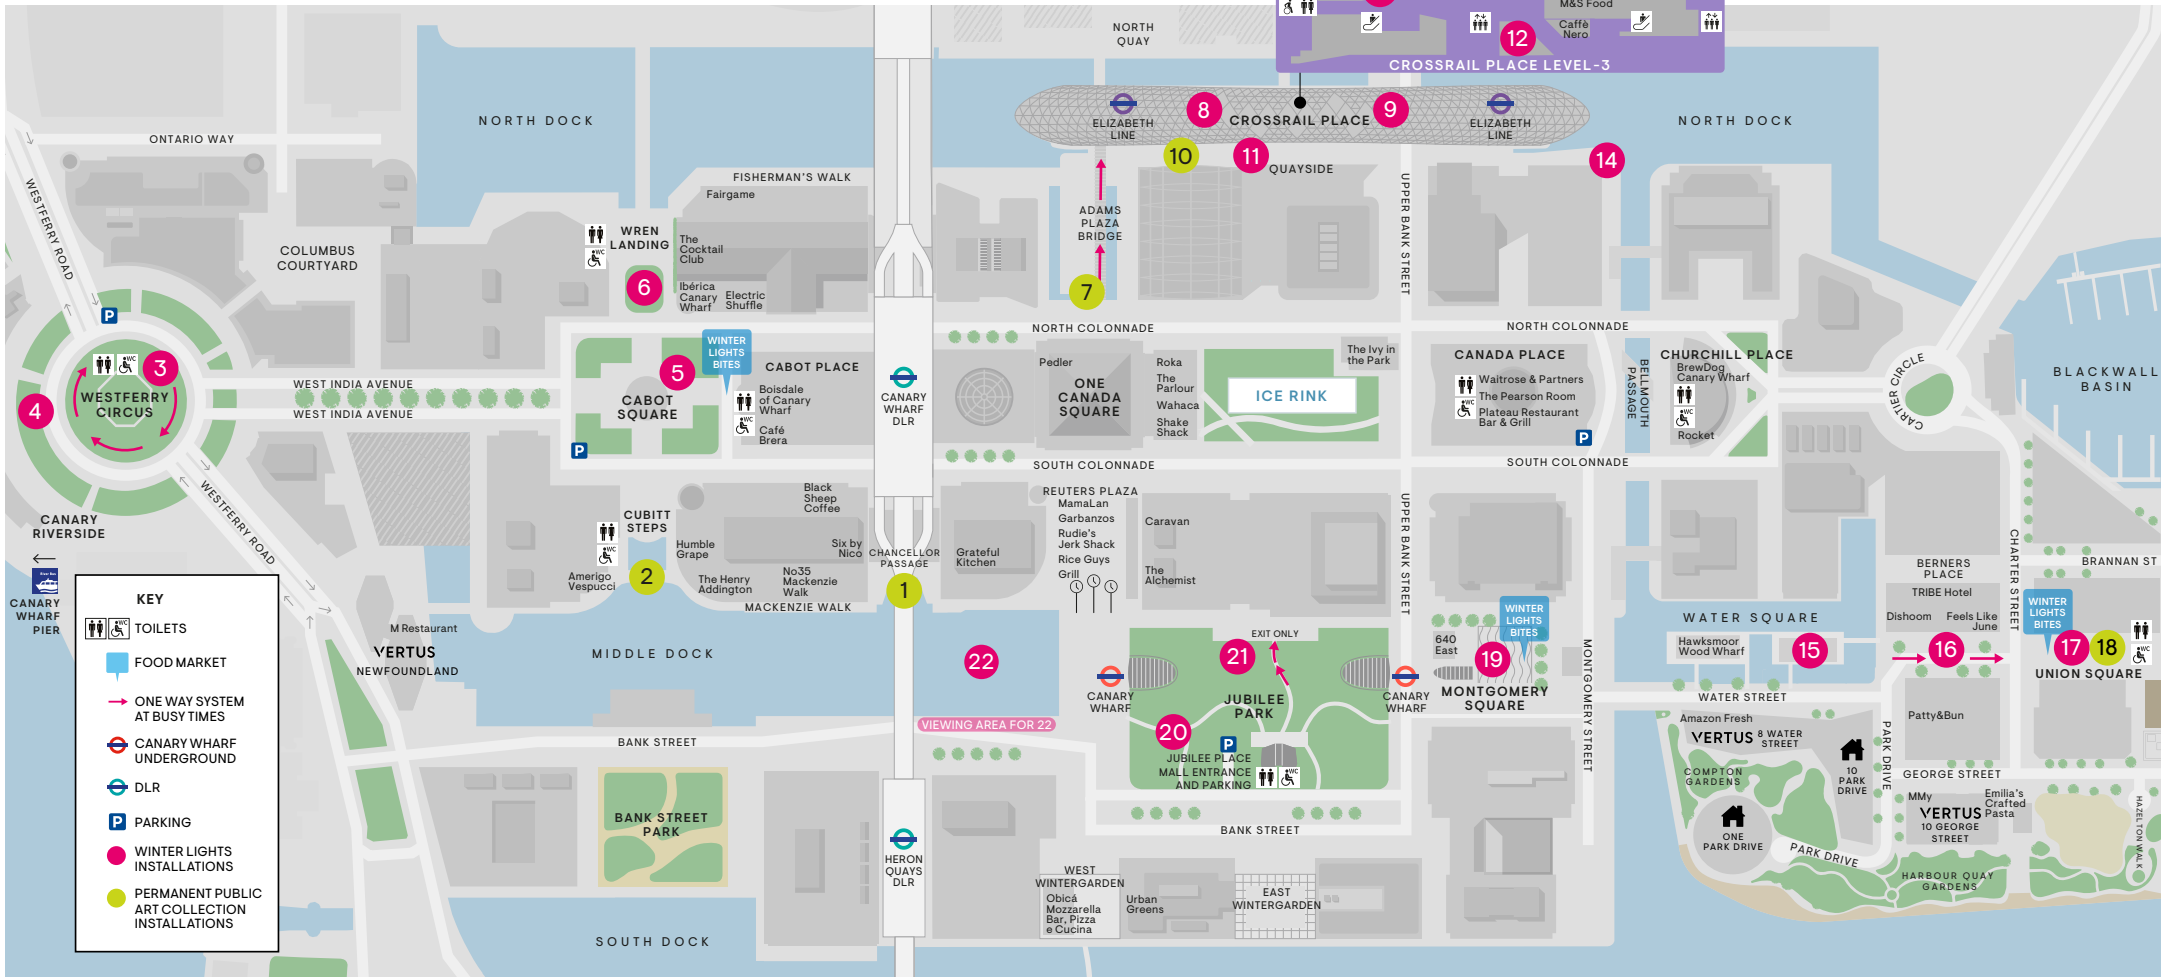 M&S Food
Caffè
Nero
12
CROSSRAIL PLACE LEVEL-3
NORTH
QUAY
NORTH DOCK
ELIZABETH
LINE
8
CROSSRAIL PLACE
9
ELIZABETH
LINE
NORTH DOCK
10
11
QUAYSIDE
14
ONTARIO WAY
WESTFERRY ROAD
FISHERMAN'S WALK
Fairgame
COLUMBUS
COURTYARD
WC
WREN
LANDING
The
Cocktail
Club
6
Ibérica
Canary
Wharf
Electric
Shuffle
ADAMS
PLAZA
BRIDGE
7
UPPER BANK STREET
P
WC
3
WESTFERRY
CIRCUS
4
WEST INDIA AVENUE
WEST INDIA AVENUE
5
CABOT
SQUARE
P
WINTER
LIGHTS
BITES
CABOT PLACE
WC
Boisdale
of Canary
Wharf
Café
Brera
CANARY
WHARF
DLR
NORTH COLONNADE
Pedler
ONE
CANADA
SQUARE
Roka
The
Parlour
Wahaca
Shake
Shack
ICE RINK
The Ivy in
the Park
NORTH COLONNADE
CANADA PLACE
WC
Waitrose & Partners
The Pearson Room
Plateau Restaurant
Bar & Grill
P
BELLMOUTH
PASSAGE
CHURCHILL PLACE
BrewDog
Canary Wharf
WC
Rocket
CARTIER CIRCLE
BLACKWALL
BASIN
SOUTH COLONNADE
SOUTH COLONNADE
CANARY
RIVERSIDE
River Bus
CANARY
WHARF
PIER
WESTFERRY ROAD
WC
CUBITT
STEPS
Amerigo
Vespucci
2
Humble
Grape
Black
Sheep
Coffee
Six by
Nico
The Henry
Addington
No35
Mackenzie
Walk
MACKENZIE WALK
CHANCELLOR
PASSAGE
1
Grateful
Kitchen
REUTERS PLAZA
MamaLan
Garbanzos
Rudie's
Jerk Shack
Rice Guys
Grill
Caravan
The
Alchemist
UPPER BANK STREET
CHARTER STREET
BERNERS
PLACE
TRIBE Hotel
Dishoom
Feels Like
June
BRANNAN ST
WATER SQUARE
Hawksmoor
Wood Wharf
15
16
WINTER
LIGHTS
BITES
17
18
WC
UNION SQUARE
KEY
WC
TOILETS
FOOD MARKET
ONE WAY SYSTEM
AT BUSY TIMES
CANARY WHARF
UNDERGROUND
DLR
P
PARKING
WINTER LIGHTS
INSTALLATIONS
PERMANENT PUBLIC
ART COLLECTION
INSTALLATIONS
M Restaurant
VERTUS
NEWFOUNDLAND
MIDDLE DOCK
22
VIEWING AREA FOR 22
BANK STREET
CANARY
WHARF
EXIT ONLY
21
JUBILEE
PARK
20
P
JUBILEE PLACE
MALL ENTRANCE
AND PARKING
WC
CANARY
WHARF
640
East
WINTER
LIGHTS
BITES
19
MONTGOMERY
SQUARE
MONTGOMERY STREET
WATER STREET
Amazon Fresh
VERTUS
8 WATER
STREET
COMPTON
GARDENS
10
PARK
DRIVE
PARK DRIVE
ONE
PARK DRIVE
PARK DRIVE
Patty&Bun
GEORGE STREET
MMy
Emilia's
Crafted
Pasta
VERTUS
10 GEORGE
STREET
HARBOUR QUAY
GARDENS
HAZELTON WALK
BANK STREET
PARK
HERON
QUAYS
DLR
BANK STREET
WEST
WINTERGARDEN
Obicá
Mozzarella
Bar, Pizza
e Cucina
Urban
Greens
EAST
WINTERGARDEN
SOUTH DOCK